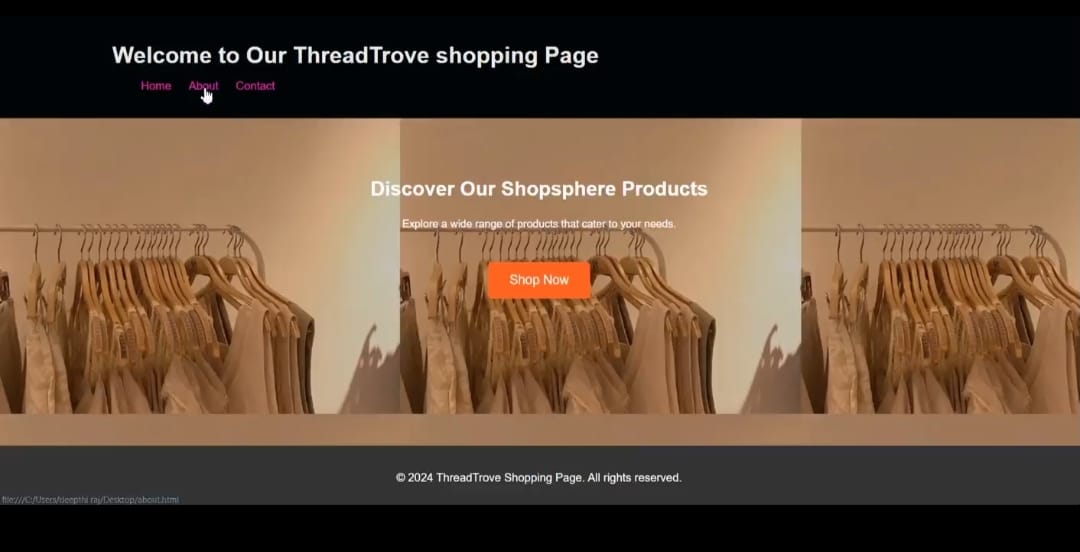 Welcome to Our ThreadTrove shopping Page
Home About Contact
Discover Our Shopsphere Products
Explore a wide range of products that cater to your needs.
Shop Now
© 2024 ThreadTrove Shopping Page. All rights reserved.
file:///C:/Users/deepthi raj/Desktop/about.html